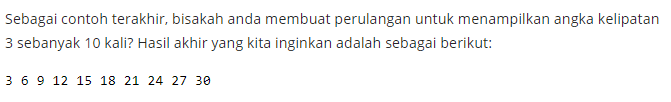 Sebagai contoh terakhir, bisakah anda membuat perulangan untuk menampilkan angka kelipatan
3 sebanyak 10 kali? Hasil akhir yang kita inginkan adalah sebagai berikut:
3 6 9 12 15 18 21 24 27 30